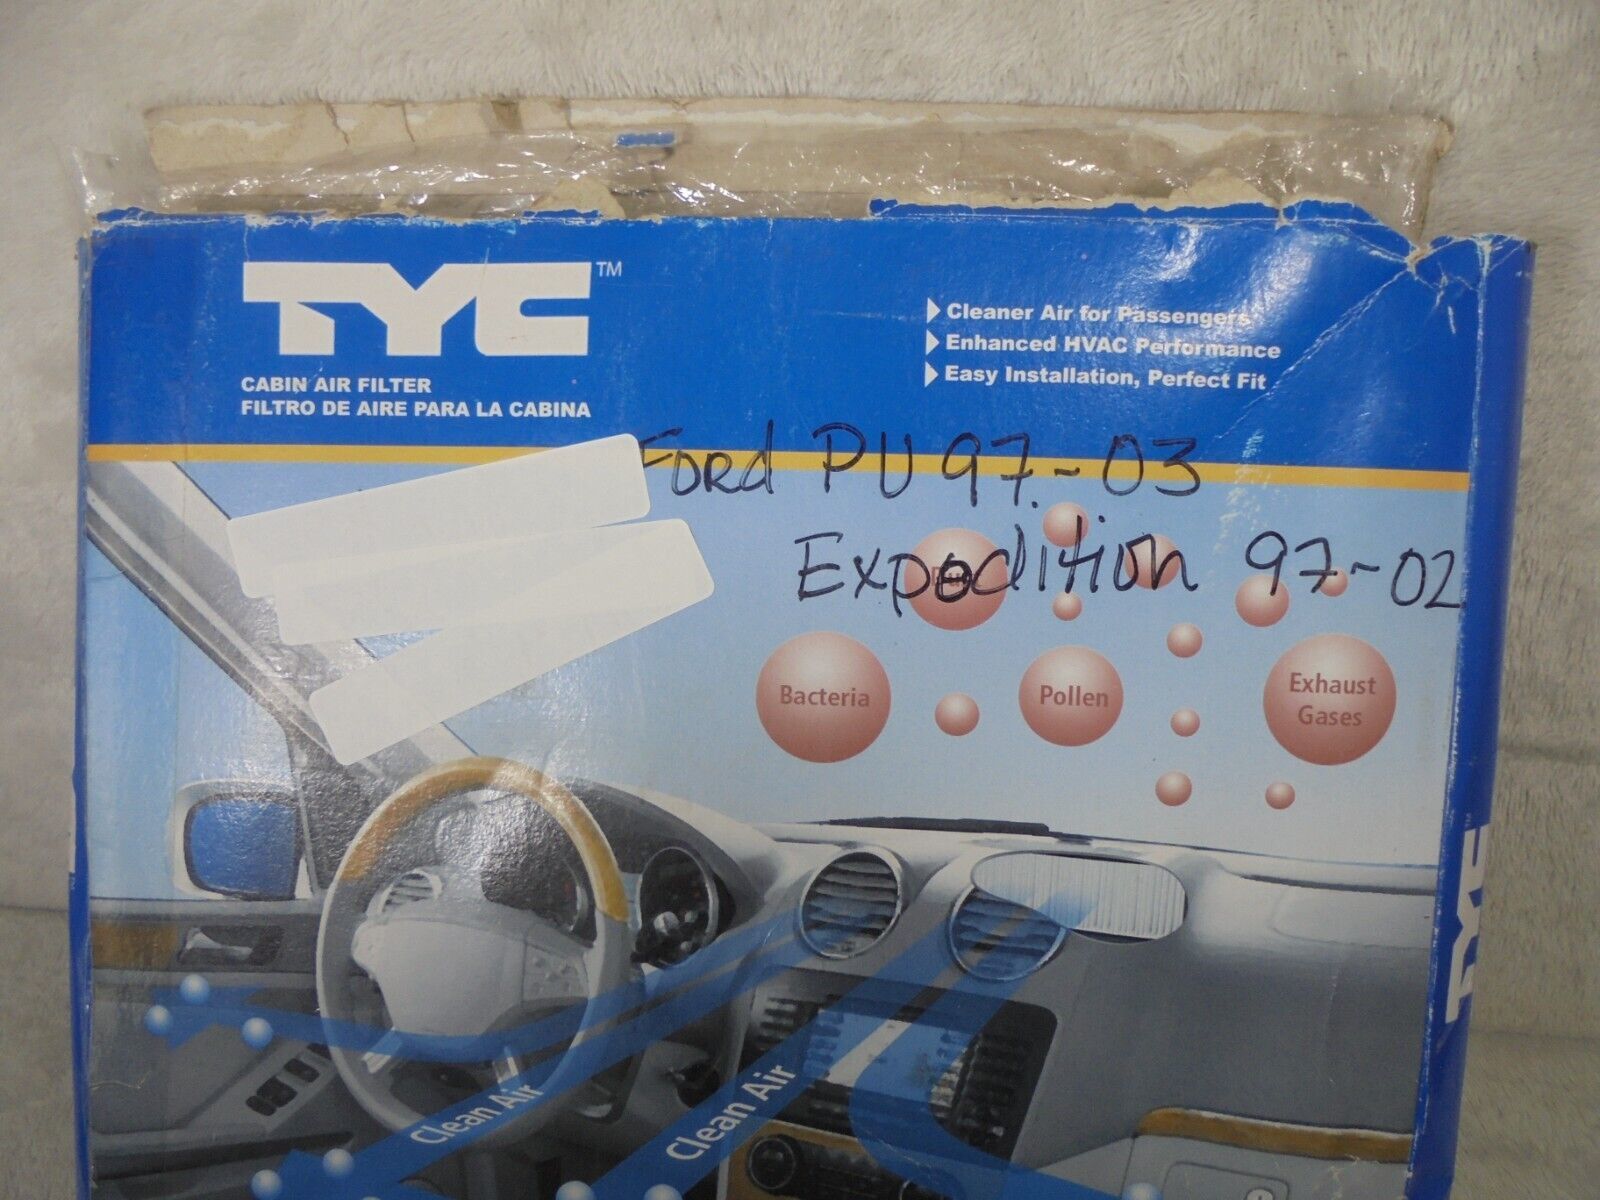 TYC™
CABIN AIR FILTER
FILTRO DE AIRE PARA LA CABINA
Cleaner Air for Passengers
Enhanced HVAC Performance
Easy Installation, Perfect Fit
Ford PU 97-03
Expedition 97-02
Bacteria
Pollen
Exhaust
Gases
Clean Air
Clean Air
TYC™